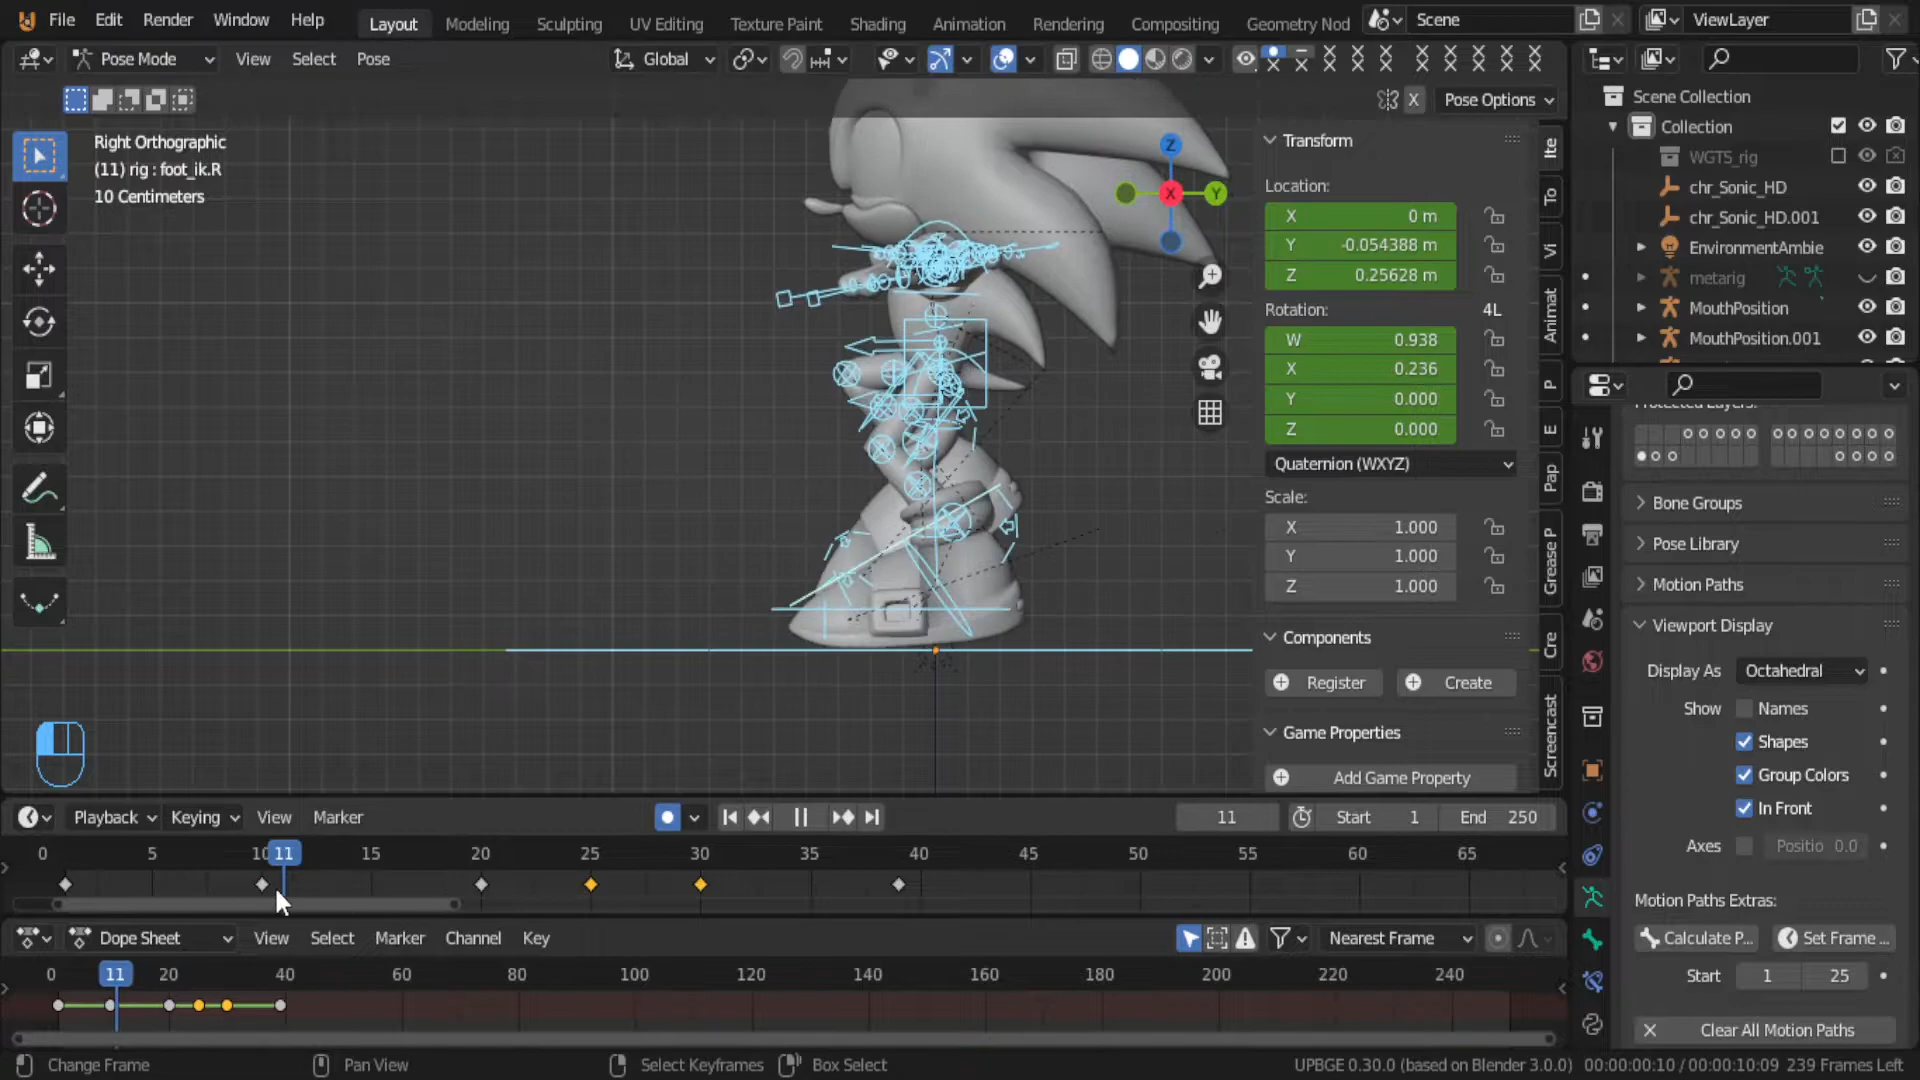 File Edit Render Window Help Layout Modeling Sculpting UV Editing Texture Paint Shading Animation Rendering Compositing Geometry Nod Scene ViewLayer
Pose Mode View Select Pose Global
X Pose Options
Right Orthographic
(11) rig : foot_ik.R
10 Centimeters
Z
X
Y
Transform
Location:
X 0 m
Y -0.054388 m
Z 0.25628 m
Rotation: 4L
W 0.938
X 0.236
Y 0.000
Z 0.000
Quaternion (WXYZ)
Scale:
X 1.000
Y 1.000
Z 1.000
Components
Register Create
Game Properties
Add Game Property
Ite
To
Vi
Animat
P
E
Pap
Grease P
Cre
Screencast
Scene Collection
Collection
WGTS_rig
chr_Sonic_HD
chr_Sonic_HD.001
EnvironmentAmbie
metarig
MouthPosition
MouthPosition.001
Protected Layers:
Bone Groups
Pose Library
Motion Paths
Viewport Display
Display As Octahedral
Show Names
Shapes
Group Colors
In Front
Axes Positio 0.0
Motion Paths Extras:
Calculate P... Set Frame ...
Start 1 25
Clear All Motion Paths
Playback Keying View Marker 11 Start 1 End 250
0 5 10 11 15 20 25 30 35 40 45 50 55 60 65
Dope Sheet View Select Marker Channel Key Nearest Frame
0 11 20 40 60 80 100 120 140 160 180 200 220 240
Change Frame Pan View Select Keyframes Box Select UPBGE 0.30.0 (based on Blender 3.0.0) 00:00:00:10 / 00:00:10:09 239 Frames Left